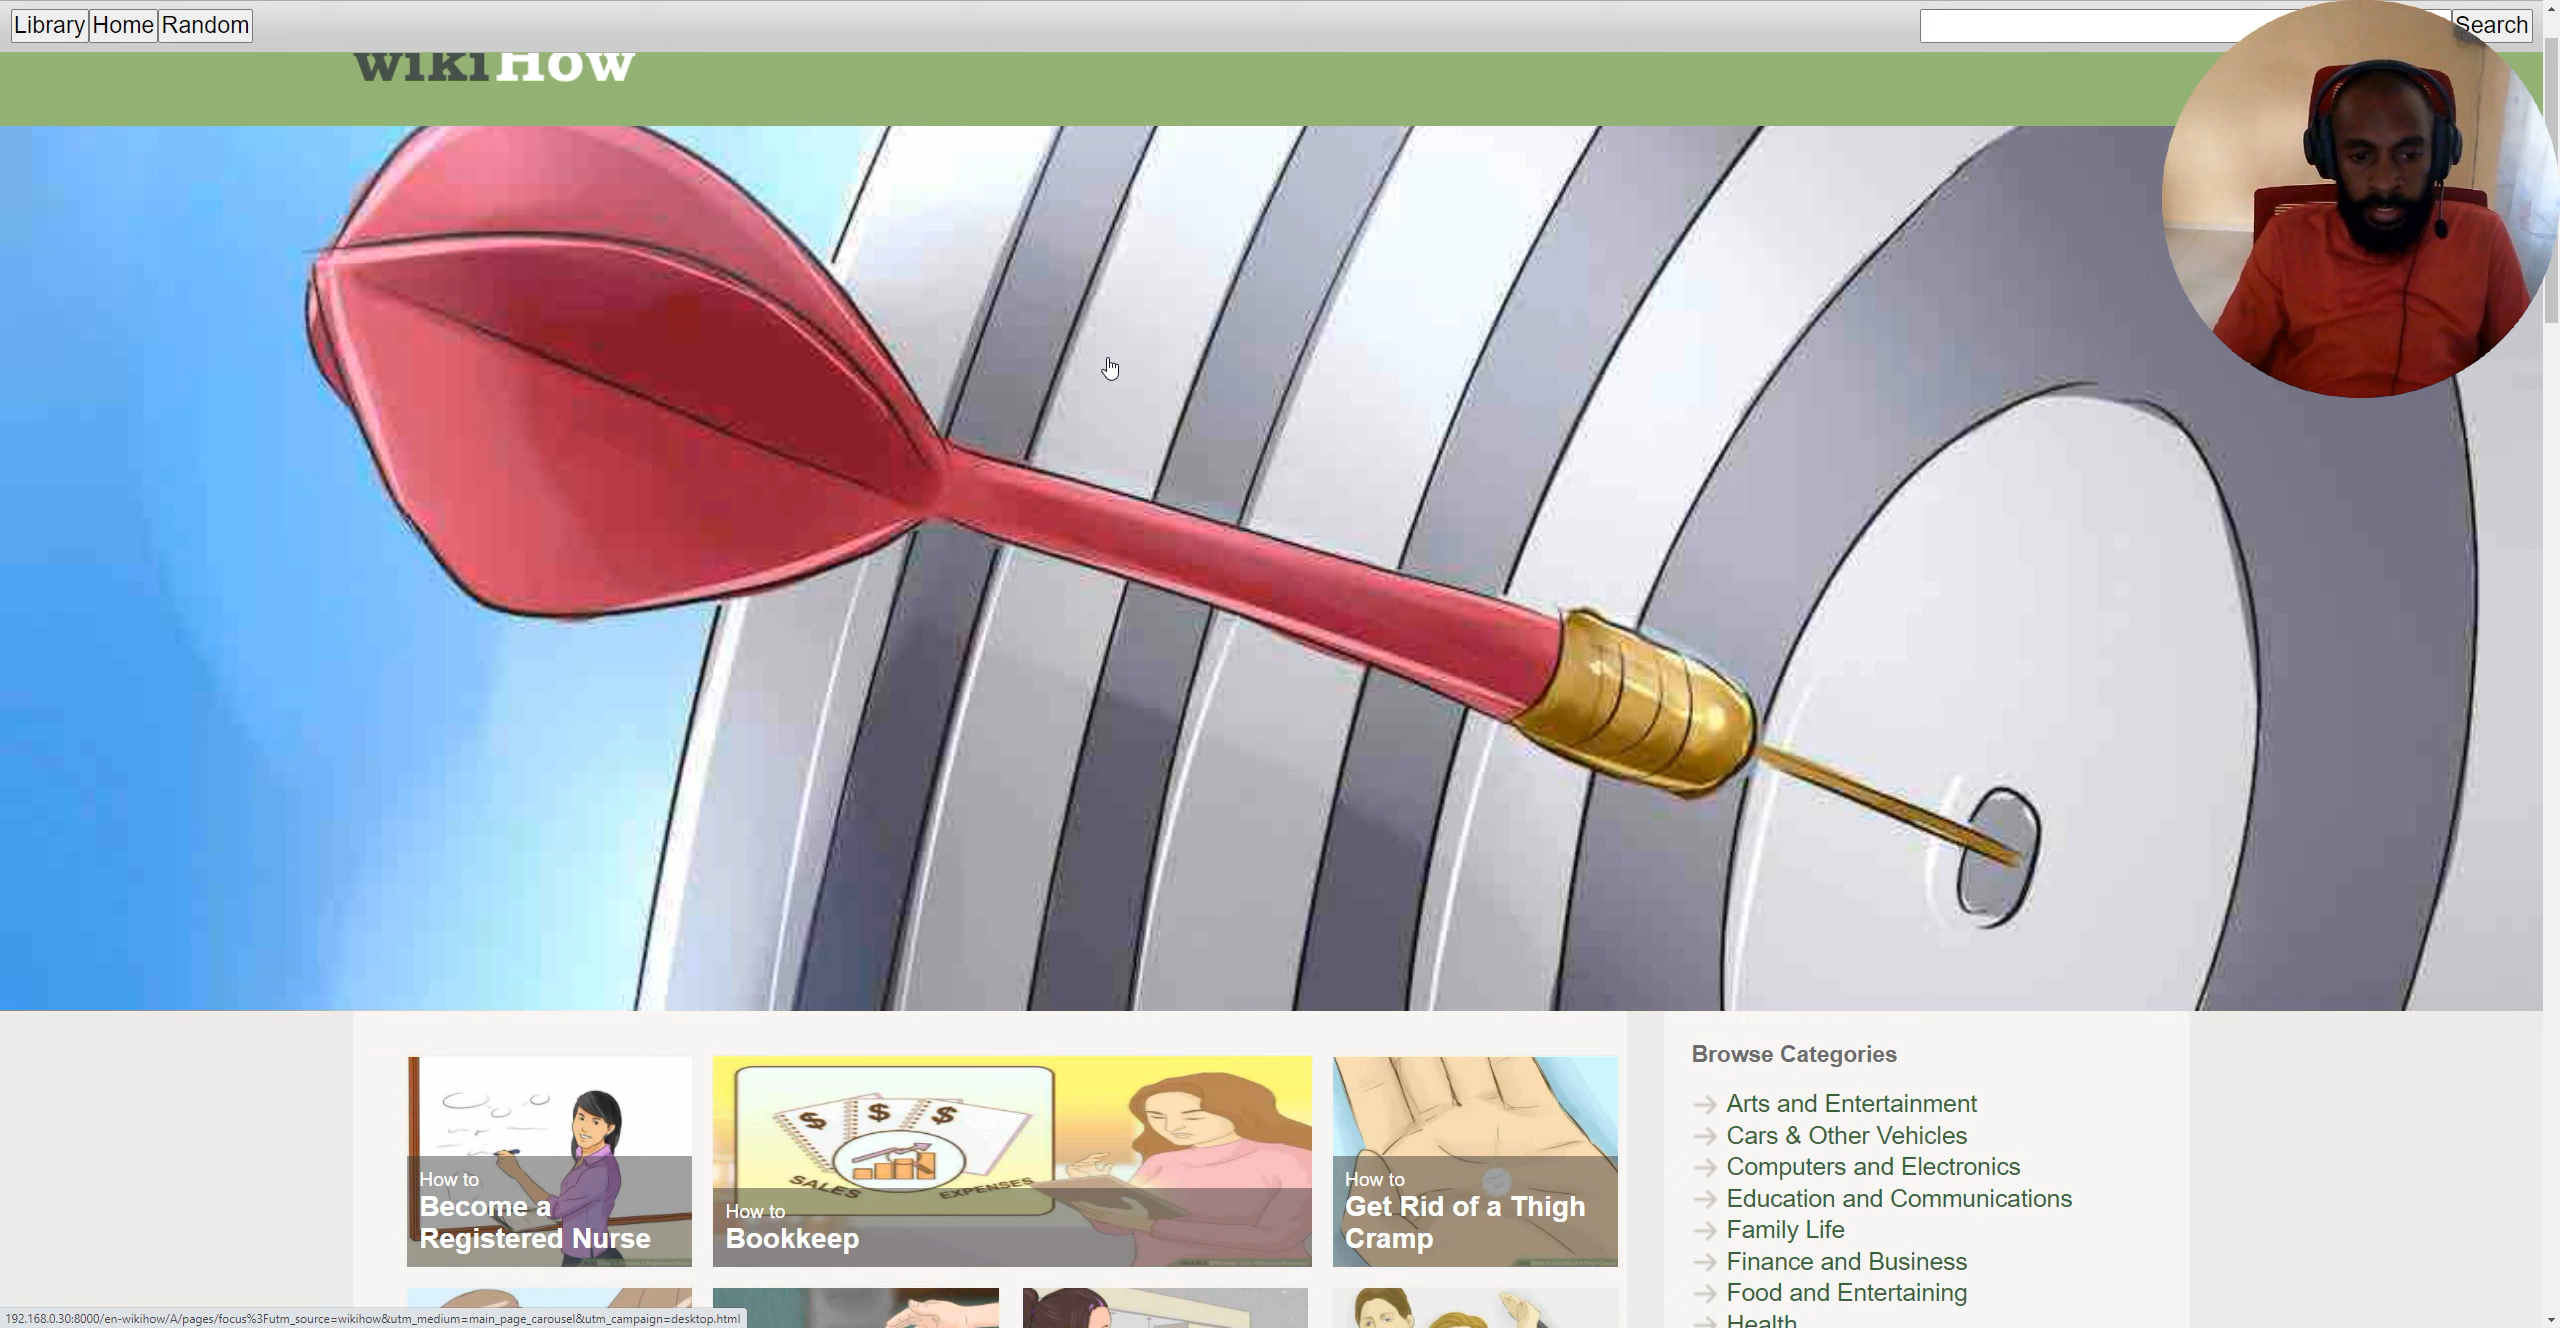 Library Home Random
Search
wikiHow
How to
Become a
Registered Nurse
SALES
EXPENSES
$ $ $
How to
Bookkeep
How to
Get Rid of a Thigh
Cramp
Browse Categories
Arts and Entertainment
Cars & Other Vehicles
Computers and Electronics
Education and Communications
Family Life
Finance and Business
Food and Entertaining
Health
192.168.0.30:8000/en-wikihow/A/pages/focus%3Futm_source=wikihow&utm_medium=main_page_carousel&utm_campaign=desktop.html